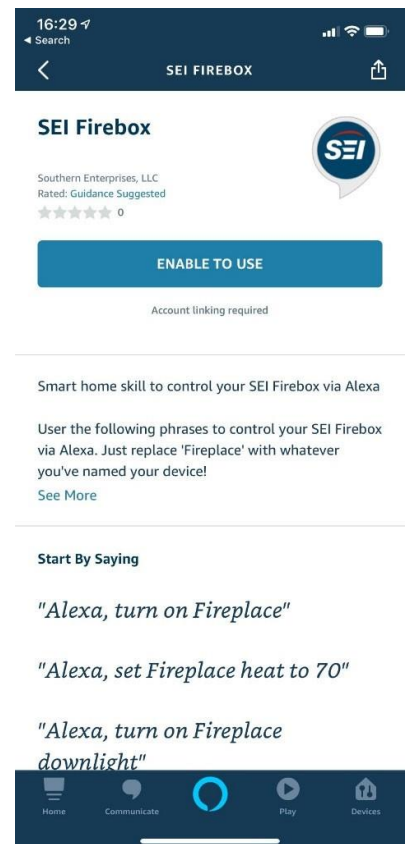 16:29
Search
SEI FIREBOX
SEI Firebox
SEI
Southern Enterprises, LLC
Rated: Guidance Suggested
0
ENABLE TO USE
Account linking required
Smart home skill to control your SEI Firebox via Alexa
User the following phrases to control your SEI Firebox
via Alexa. Just replace 'Fireplace' with whatever
you've named your device!
See More
Start By Saying
"Alexa, turn on Fireplace"
"Alexa, set Fireplace heat to 70"
"Alexa, turn on Fireplace
downlight"
Home
Communicate
Play
Devices